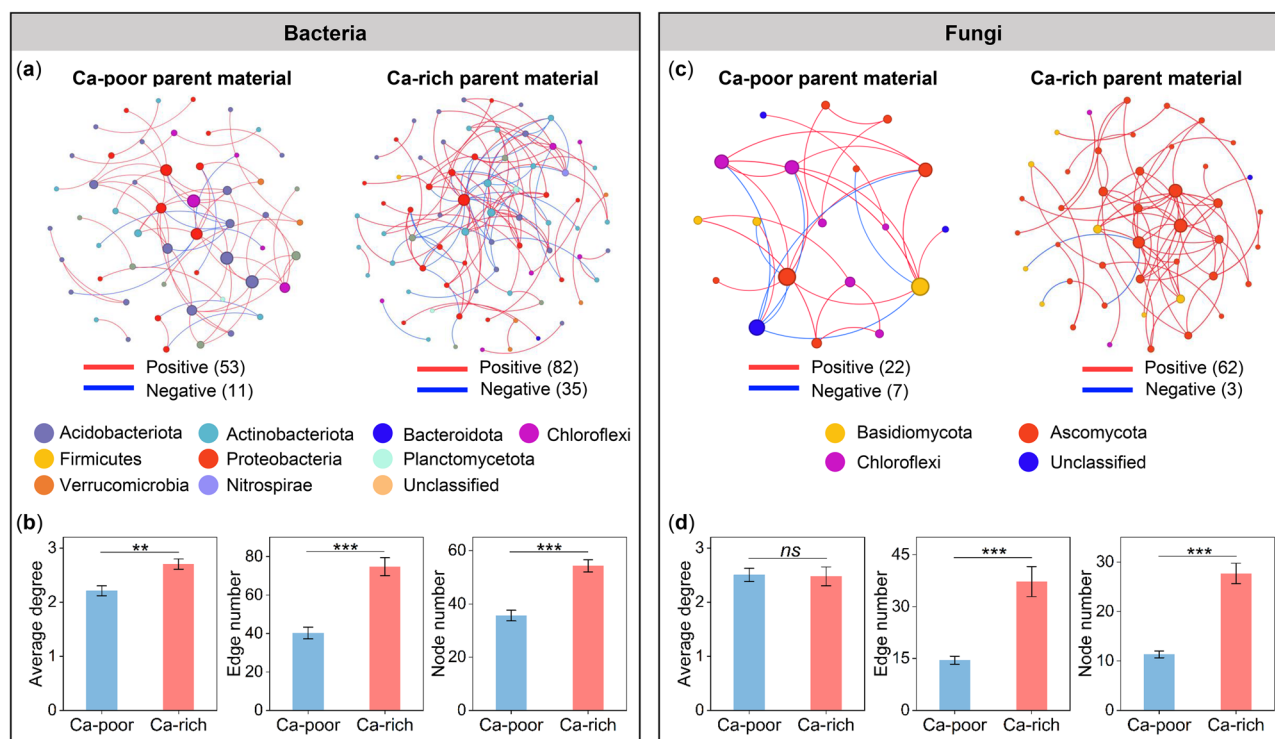 Bacteria
(a)
Ca-poor parent material
Ca-rich parent material
Positive (53)
Negative (11)
Positive (82)
Negative (35)
Acidobacteriota
Actinobacteriota
Bacteroidota
Chloroflexi
Firmicutes
Proteobacteria
Planctomycetota
Verrucomicrobia
Nitrospirae
Unclassified
(b)
Average degree
3
2
1
0
**
Ca-poor
Ca-rich
Edge number
80
60
40
20
0
***
Ca-poor
Ca-rich
Node number
60
40
20
0
***
Ca-poor
Ca-rich
Fungi
(c)
Ca-poor parent material
Ca-rich parent material
Positive (22)
Negative (7)
Positive (62)
Negative (3)
Basidiomycota
Ascomycota
Chloroflexi
Unclassified
(d)
Average degree
3
2
1
0
ns
Ca-poor
Ca-rich
Edge number
45
30
15
0
***
Ca-poor
Ca-rich
Node number
30
20
10
0
***
Ca-poor
Ca-rich